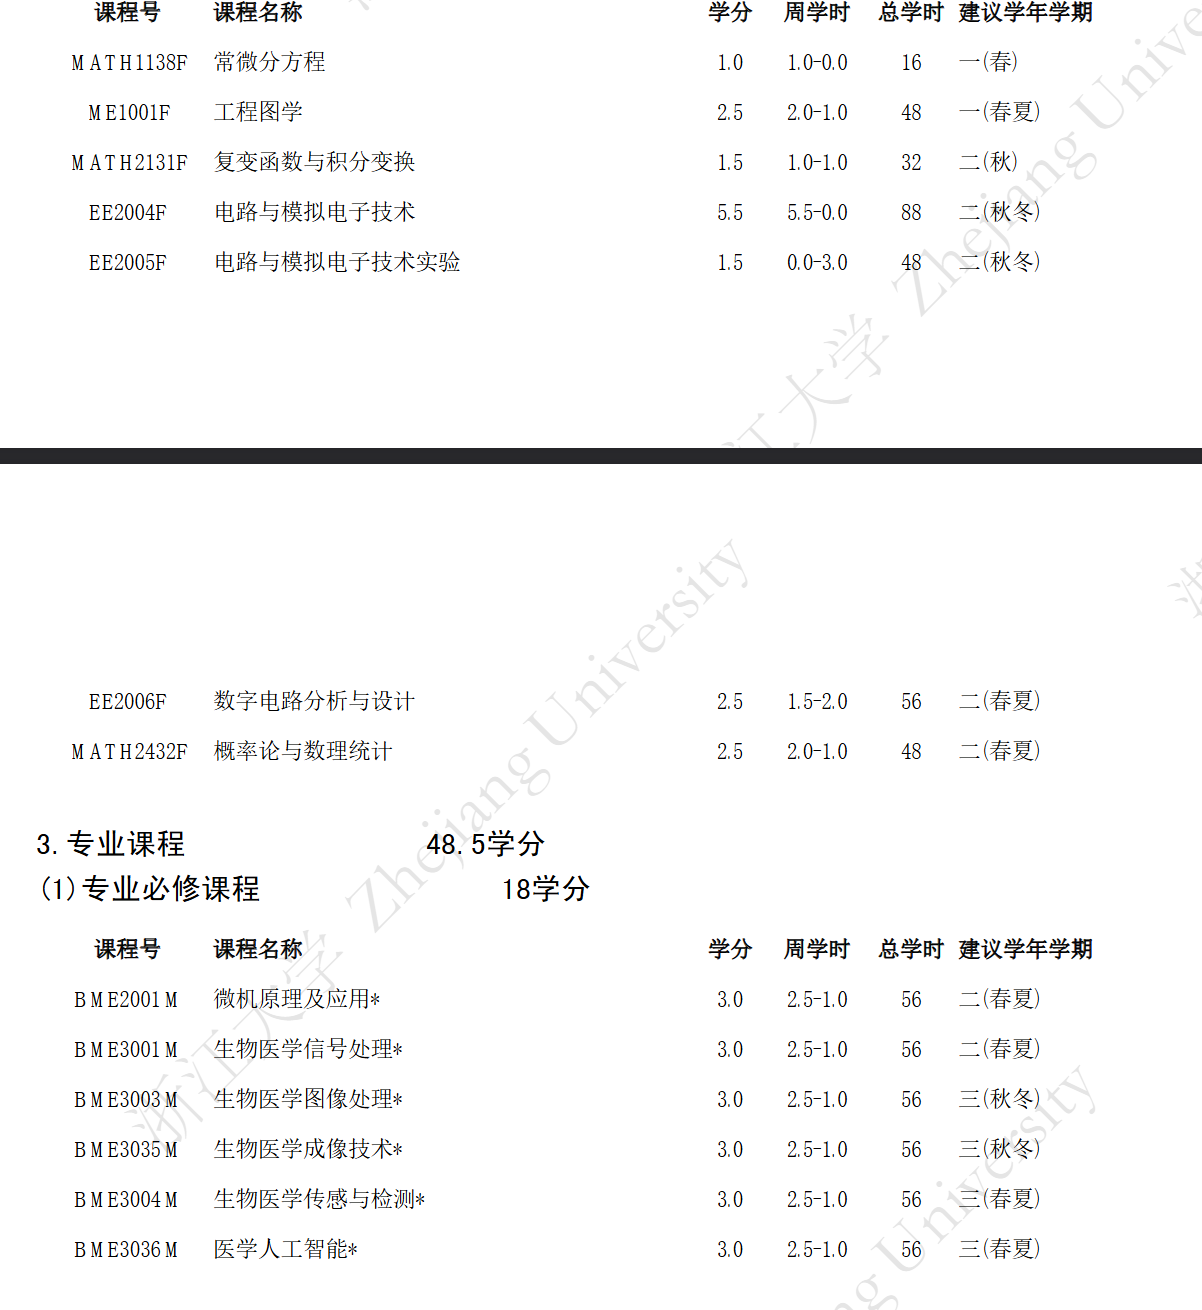 课程号 课程名称 学分 周学时 总学时 建议学年学期
MATH1138F 常微分方程 1.0 1.0-0.0 16 一(春)
ME1001F 工程图学 2.5 2.0-1.0 48 一(春夏)
MATH2131F 复变函数与积分变换 1.5 1.0-1.0 32 二(秋)
EE2004F 电路与模拟电子技术 5.5 5.5-0.0 88 二(秋冬)
EE2005F 电路与模拟电子技术实验 1.5 0.0-3.0 48 二(秋冬)
江大学 Zhejiang Unive
EE2006F 数字电路分析与设计 2.5 1.5-2.0 56 二(春夏)
MATH2432F 概率论与数理统计 2.5 2.0-1.0 48 二(春夏)
3.专业课程 48.5学分
(1)专业必修课程 18学分
课程号 课程名称 学分 周学时 总学时 建议学年学期
BME2001M 微机原理及应用* 3.0 2.5-1.0 56 二(春夏)
BME3001M 生物医学信号处理* 3.0 2.5-1.0 56 二(春夏)
BME3003M 生物医学图像处理* 3.0 2.5-1.0 56 三(秋冬)
BME3035M 生物医学成像技术* 3.0 2.5-1.0 56 三(秋冬)
BME3004M 生物医学传感与检测* 3.0 2.5-1.0 56 三(春夏)
BME3036M 医学人工智能* 3.0 2.5-1.0 56 三(春夏)
浙江大学 Zhejiang University
ng University